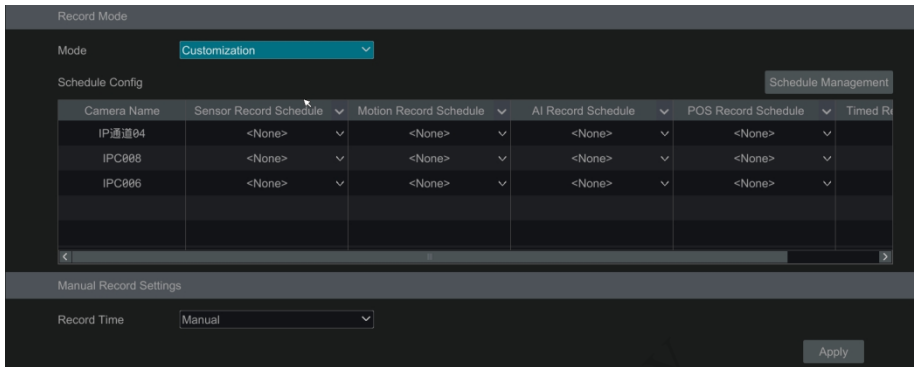 Record Mode
Mode Customization
Schedule Config Schedule Management
Camera Name Sensor Record Schedule Motion Record Schedule AI Record Schedule POS Record Schedule Timed Re
IP通道04 <None> <None> <None> <None>
IPC008 <None> <None> <None> <None>
IPC006 <None> <None> <None> <None>
Manual Record Settings
Record Time Manual
Apply